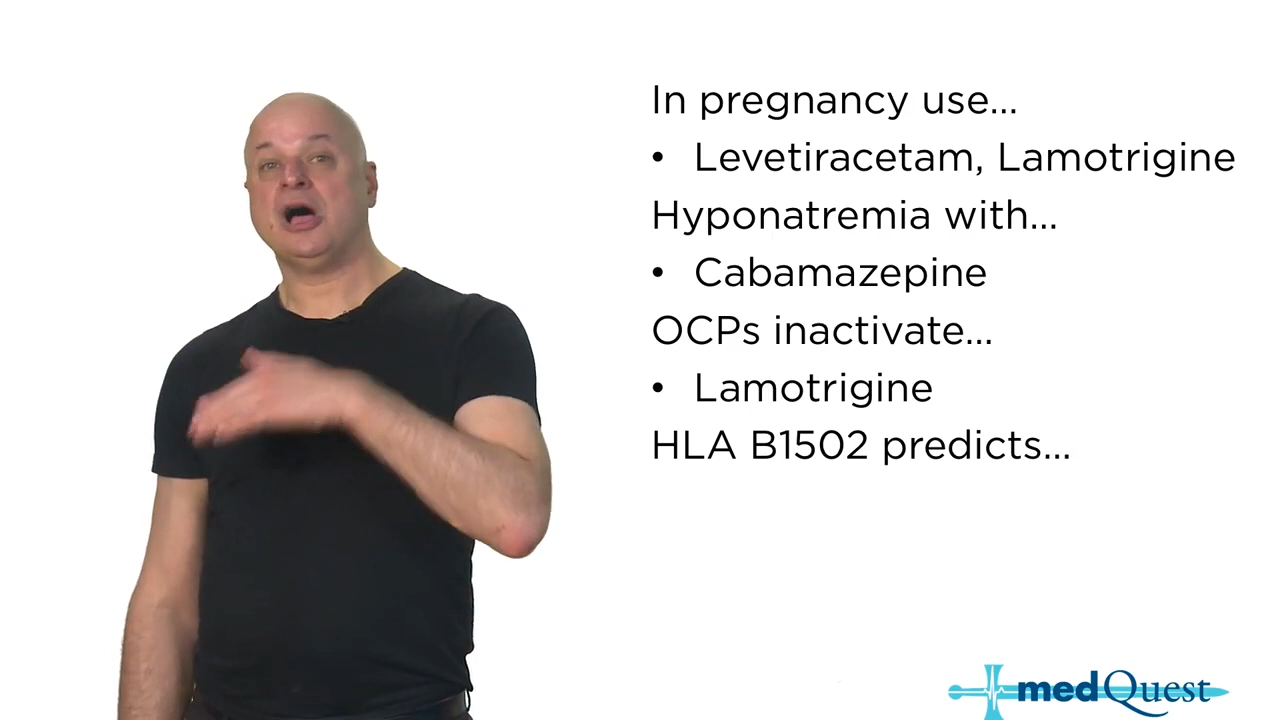 In pregnancy use...
• Levetiracetam, Lamotrigine
Hyponatremia with...
• Cabamazepine
OCPs inactivate...
• Lamotrigine
HLA B1502 predicts...
medQuest